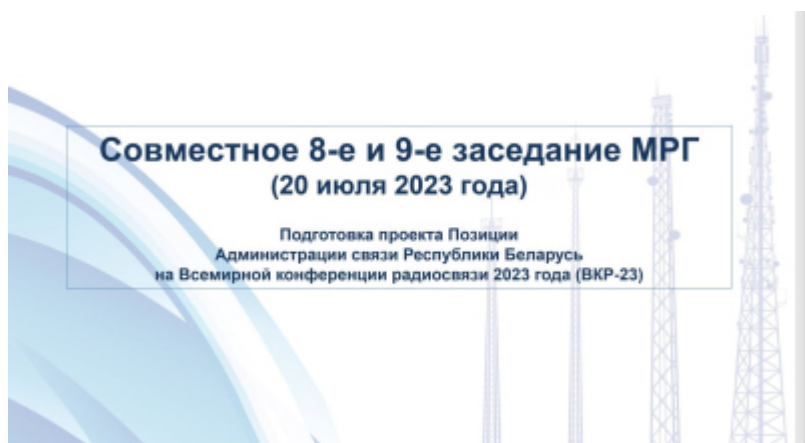 Совместное 8-е и 9-е заседание МРГ
(20 июля 2023 года)
Подготовка проекта Позиции
Администрации связи Республики Беларусь
на Всемирной конференции радиосвязи 2023 года (ВКР-23)